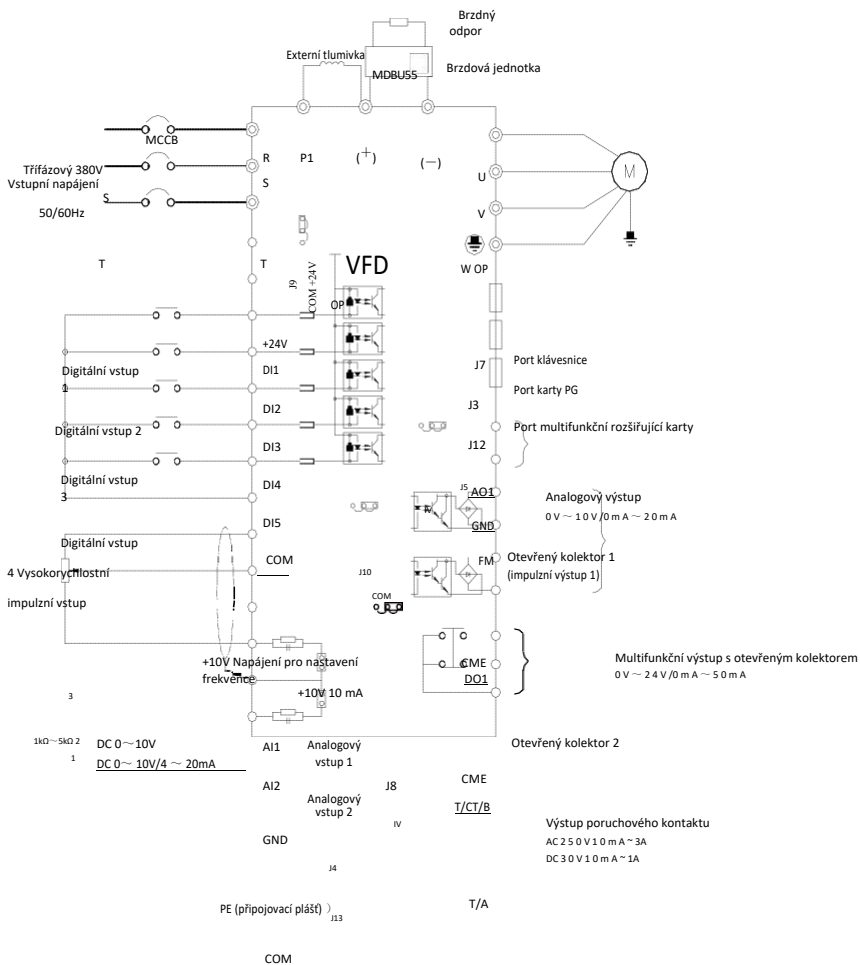 Brzdný
odpor
Externí tlumivka
MDBU55
Brzdová jednotka
MCCB
R
P1
(+)
(—)
Třífázový 380V
Vstupní napájení
S
S
50/60Hz
U
M
V
T
T
VFD
W OP
J9
COM +24V
OP
+24V
DI1
DI2
DI3
DI4
DI5
COM
Digitální vstup
1
Digitální vstup 2
Digitální vstup
3
Digitální vstup
4 Vysokorychlostní
impulzní vstup
J7
Port klávesnice
Port karty PG
J3
Port multifunkční rozšiřující karty
J12
J5
AO1
Analogový výstup
0 V ～ 1 0 V /0 m A ～ 2 0 m A
GND
FM
Otevřený kolektor 1
(impulzní výstup 1)
J10
COM
+10V Napájení pro nastavení
frekvence
+10V 10 mA
CME
DO1
Multifunkční výstup s otevřeným kolektorem
0 V ～ 2 4 V /0 m A ～ 5 0 m A
3
1kΩ～5kΩ 2
1
DC 0～10V
DC 0～ 10V/4 ～ 20mA
AI1
Analogový
vstup 1
Otevřený kolektor 2
AI2
Analogový
vstup 2
J8
CME
T/CT/B
IV
GND
Výstup poruchového kontaktu
AC 2 5 0 V 1 0 m A ~ 3A
DC 3 0 V 1 0 m A ~ 1A
J4
PE (připojovací plášť) )
J13
T/A
COM